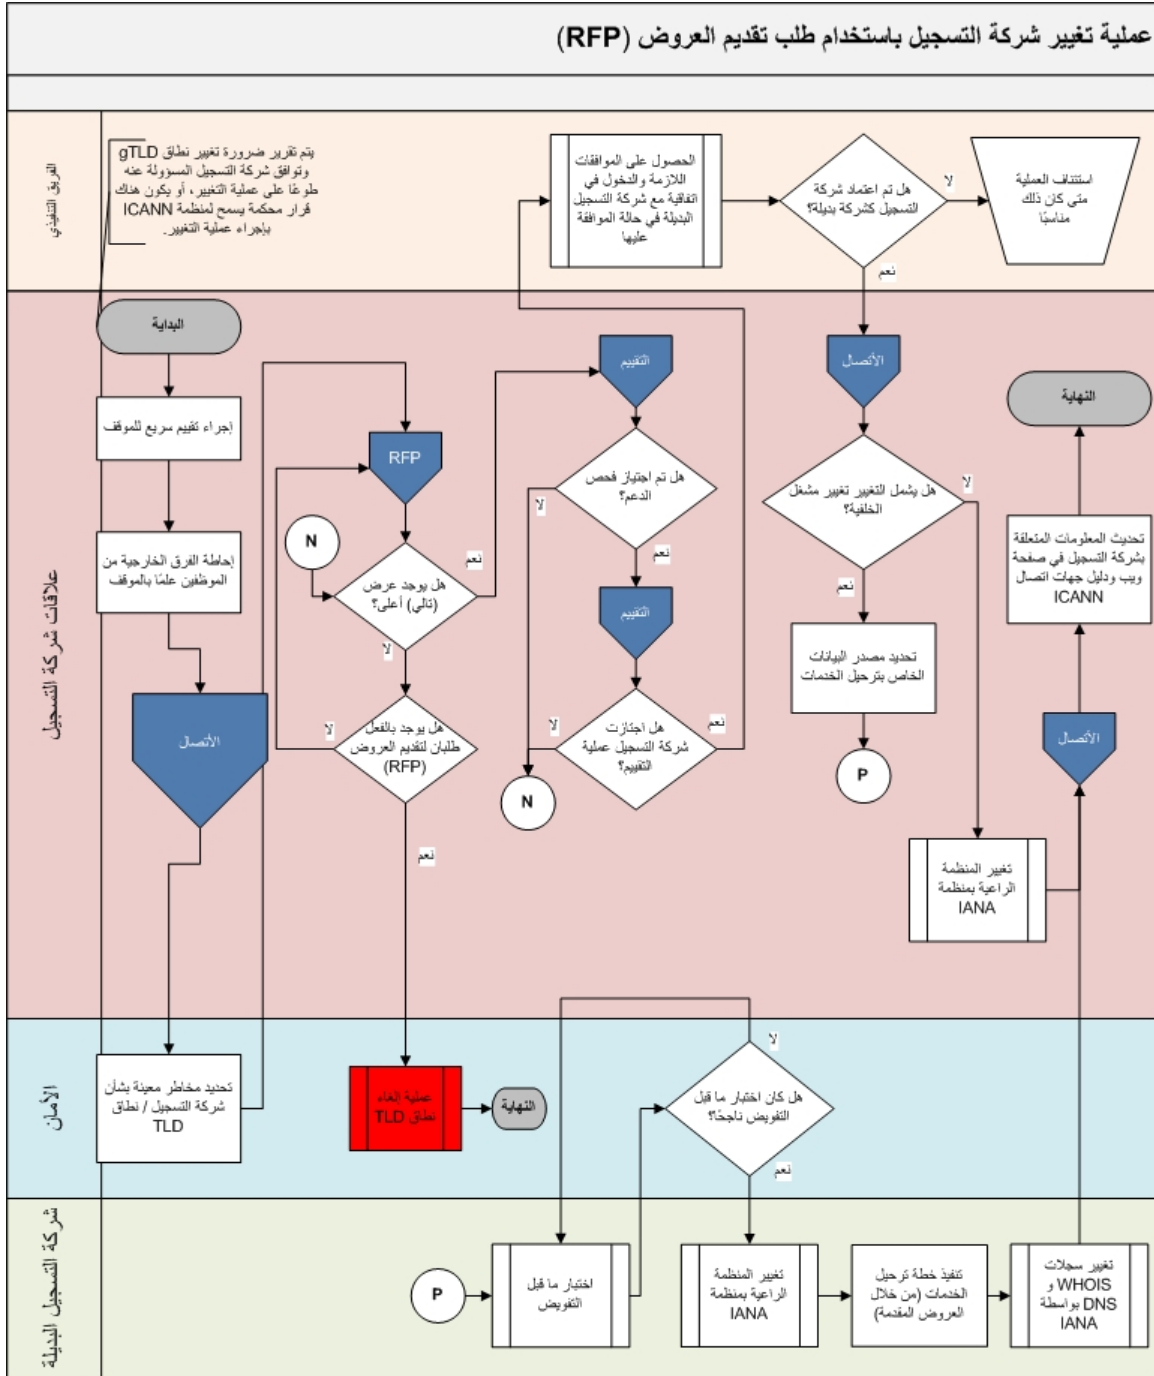 عملية تغيير شركة التسجيل باستخدام طلب تقديم العروض (RFP)
الفريق التنفيذي
يتم تقرير ضرورة تغيير نطاق gTLD
وتوافق شركة التسجيل المسؤولة عنه
طوعًا على عملية التغيير، أو يكون هناك
قرار محكمة يسمح لمنظمة ICANN
بإجراء عملية التغيير.
الحصول على الموافقات
اللازمة والدخول في
اتفاقية مع شركة التسجيل
البديلة في حالة الموافقة
عليها
هل تم اعتماد شركة
التسجيل كشركة بديلة؟
لا
نعم
استئناف العملية
متى كان ذلك
مناسبًا
علاقات شركة التسجيل
البداية
إجراء تقييم سريع للموقف
إحاطة الفرق الخارجية من
الموظفين علمًا بالموقف
الأتصال
RFP
N
هل يوجد عرض
(تالي) أعلى؟
نعم
لا
هل يوجد بالفعل
طلبان لتقديم العروض
(RFP)
لا
نعم
التقييم
هل تم اجتياز فحص
الدعم؟
لا
نعم
التقييم
هل اجتازت
شركة التسجيل عملية
التقييم؟
لا
نعم
N
الأتصال
هل يشمل التغيير تغيير مشغل
الخلفية؟
لا
نعم
تحديد مصدر البيانات
الخاص بترحيل الخدمات
P
تغيير المنظمة
الراعية بمنظمة
IANA
النهاية
تحديث المعلومات المتعلقة
بشركة التسجيل في صفحة
ويب ودليل جهات اتصال
ICANN
الأتصال
الأمان
تحديد مخاطر معينة بشأن
شركة التسجيل / نطاق
TLD
عملية إلغاء
نطاق TLD
النهاية
هل كان اختبار ما قبل
التفويض ناجحًا؟
لا
نعم
شركة التسجيل البديلة
P
اختبار ما قبل
التفويض
تغيير المنظمة
الراعية بمنظمة
IANA
تنفيذ خطة ترحيل
الخدمات (من خلال
العروض المقدمة)
تغيير سجلات
WHOIS و
DNS بواسطة
IANA